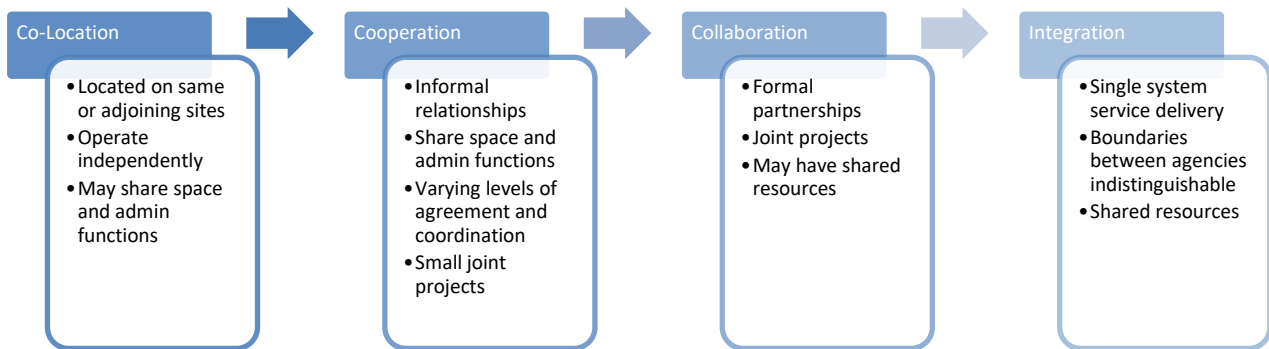 Co-Location
•Located on same
or adjoining sites
•Operate
independently
•May share space
and admin
functions
Cooperation
•Informal
relationships
•Share space and
admin functions
•Varying levels of
agreement and
coordination
•Small joint
projects
Collaboration
•Formal
partnerships
•Joint projects
•May have shared
resources
Integration
•Single system
service delivery
•Boundaries
between agencies
indistinguishable
•Shared resources